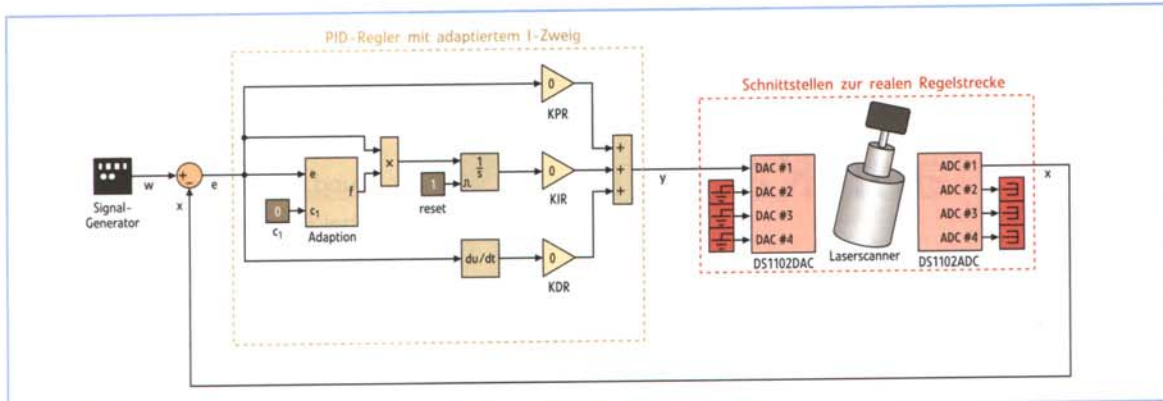 PID-Regler mit adaptiertem I-Zweig
Schnittstellen zur realen Regelstrecke
Signal-
Generator
w
+
−
x
e
e
c₁
f
Adaption
0
c₁
×
1
reset
1
s
du/dt
0
KPR
0
KIR
0
KDR
+
+
+
y
DAC #1
DAC #2
DAC #3
DAC #4
DS1102DAC
Laserscanner
ADC #1
ADC #2
ADC #3
ADC #4
DS1102ADC
x